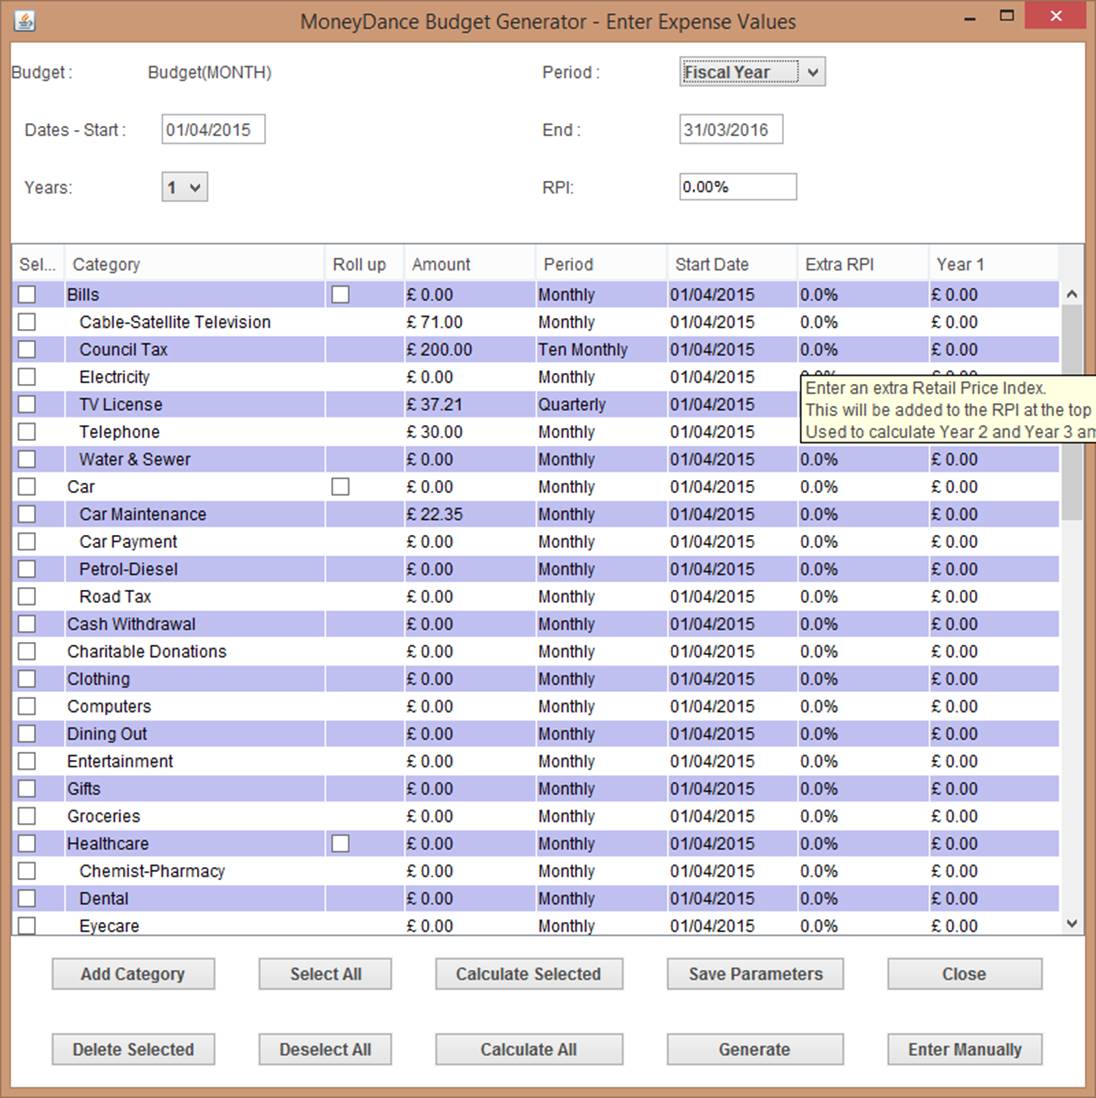 MoneyDance Budget Generator - Enter Expense Values
Budget : Budget(MONTH) Period : Fiscal Year
Dates - Start : 01/04/2015 End : 31/03/2016
Years: 1 RPI: 0.00%
Sel... Category Roll up Amount Period Start Date Extra RPI Year 1
Bills £ 0.00 Monthly 01/04/2015 0.0% £ 0.00
Cable-Satellite Television £ 71.00 Monthly 01/04/2015 0.0% £ 0.00
Council Tax £ 200.00 Ten Monthly 01/04/2015 0.0% £ 0.00
Electricity £ 0.00 Monthly 01/04/2015 0.0% £ 0.00
Enter an extra Retail Price Index.
TV License £ 37.21 Quarterly 01/04/2015
This will be added to the RPI at the top
Telephone £ 30.00 Monthly 01/04/2015
Used to calculate Year 2 and Year 3 am
Water & Sewer £ 0.00 Monthly 01/04/2015 0.0% £ 0.00
Car £ 0.00 Monthly 01/04/2015 0.0% £ 0.00
Car Maintenance £ 22.35 Monthly 01/04/2015 0.0% £ 0.00
Car Payment £ 0.00 Monthly 01/04/2015 0.0% £ 0.00
Petrol-Diesel £ 0.00 Monthly 01/04/2015 0.0% £ 0.00
Road Tax £ 0.00 Monthly 01/04/2015 0.0% £ 0.00
Cash Withdrawal £ 0.00 Monthly 01/04/2015 0.0% £ 0.00
Charitable Donations £ 0.00 Monthly 01/04/2015 0.0% £ 0.00
Clothing £ 0.00 Monthly 01/04/2015 0.0% £ 0.00
Computers £ 0.00 Monthly 01/04/2015 0.0% £ 0.00
Dining Out £ 0.00 Monthly 01/04/2015 0.0% £ 0.00
Entertainment £ 0.00 Monthly 01/04/2015 0.0% £ 0.00
Gifts £ 0.00 Monthly 01/04/2015 0.0% £ 0.00
Groceries £ 0.00 Monthly 01/04/2015 0.0% £ 0.00
Healthcare £ 0.00 Monthly 01/04/2015 0.0% £ 0.00
Chemist-Pharmacy £ 0.00 Monthly 01/04/2015 0.0% £ 0.00
Dental £ 0.00 Monthly 01/04/2015 0.0% £ 0.00
Eyecare £ 0.00 Monthly 01/04/2015 0.0% £ 0.00
Add Category Select All Calculate Selected Save Parameters Close
Delete Selected Deselect All Calculate All Generate Enter Manually